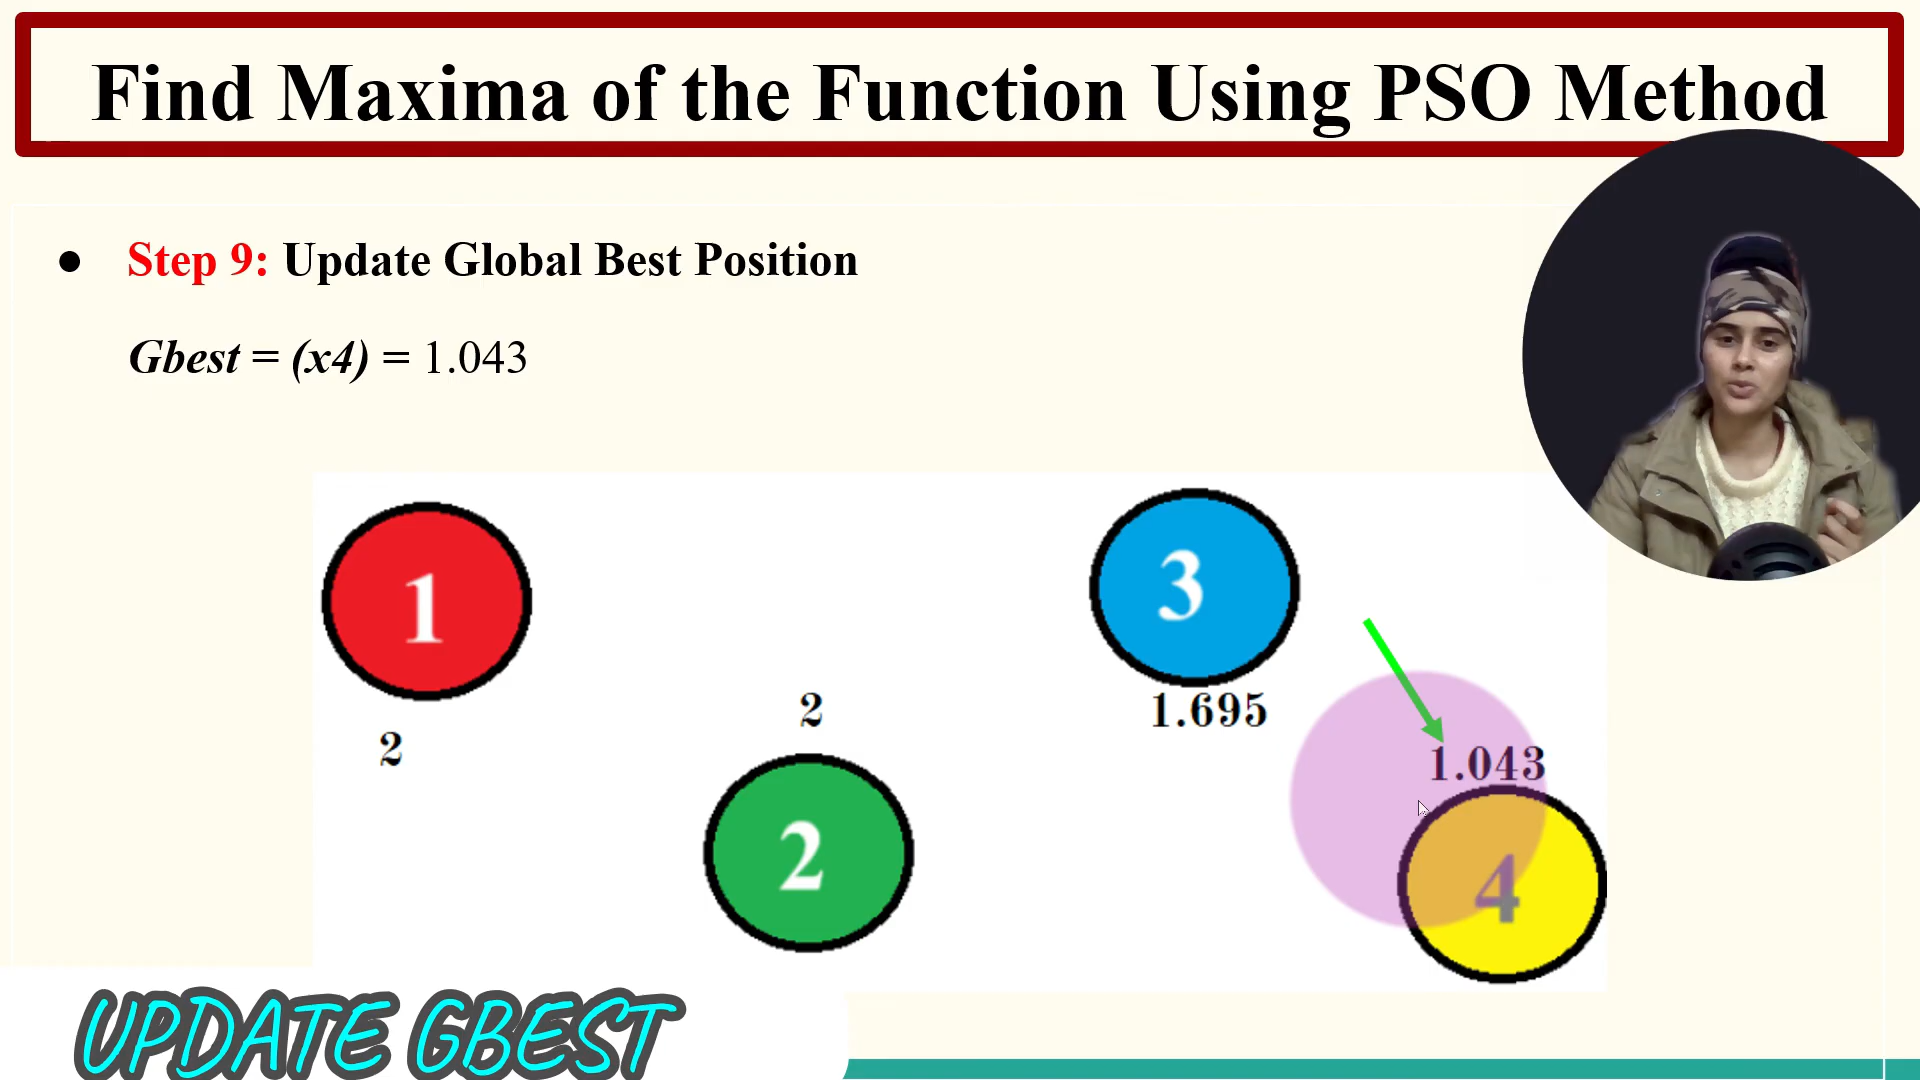 Find Maxima of the Function Using PSO Method
● Step 9: Update Global Best Position
Gbest = (x4) = 1.043
1
3
2
1.695
2
1.043
2
4
UPDATE GBEST